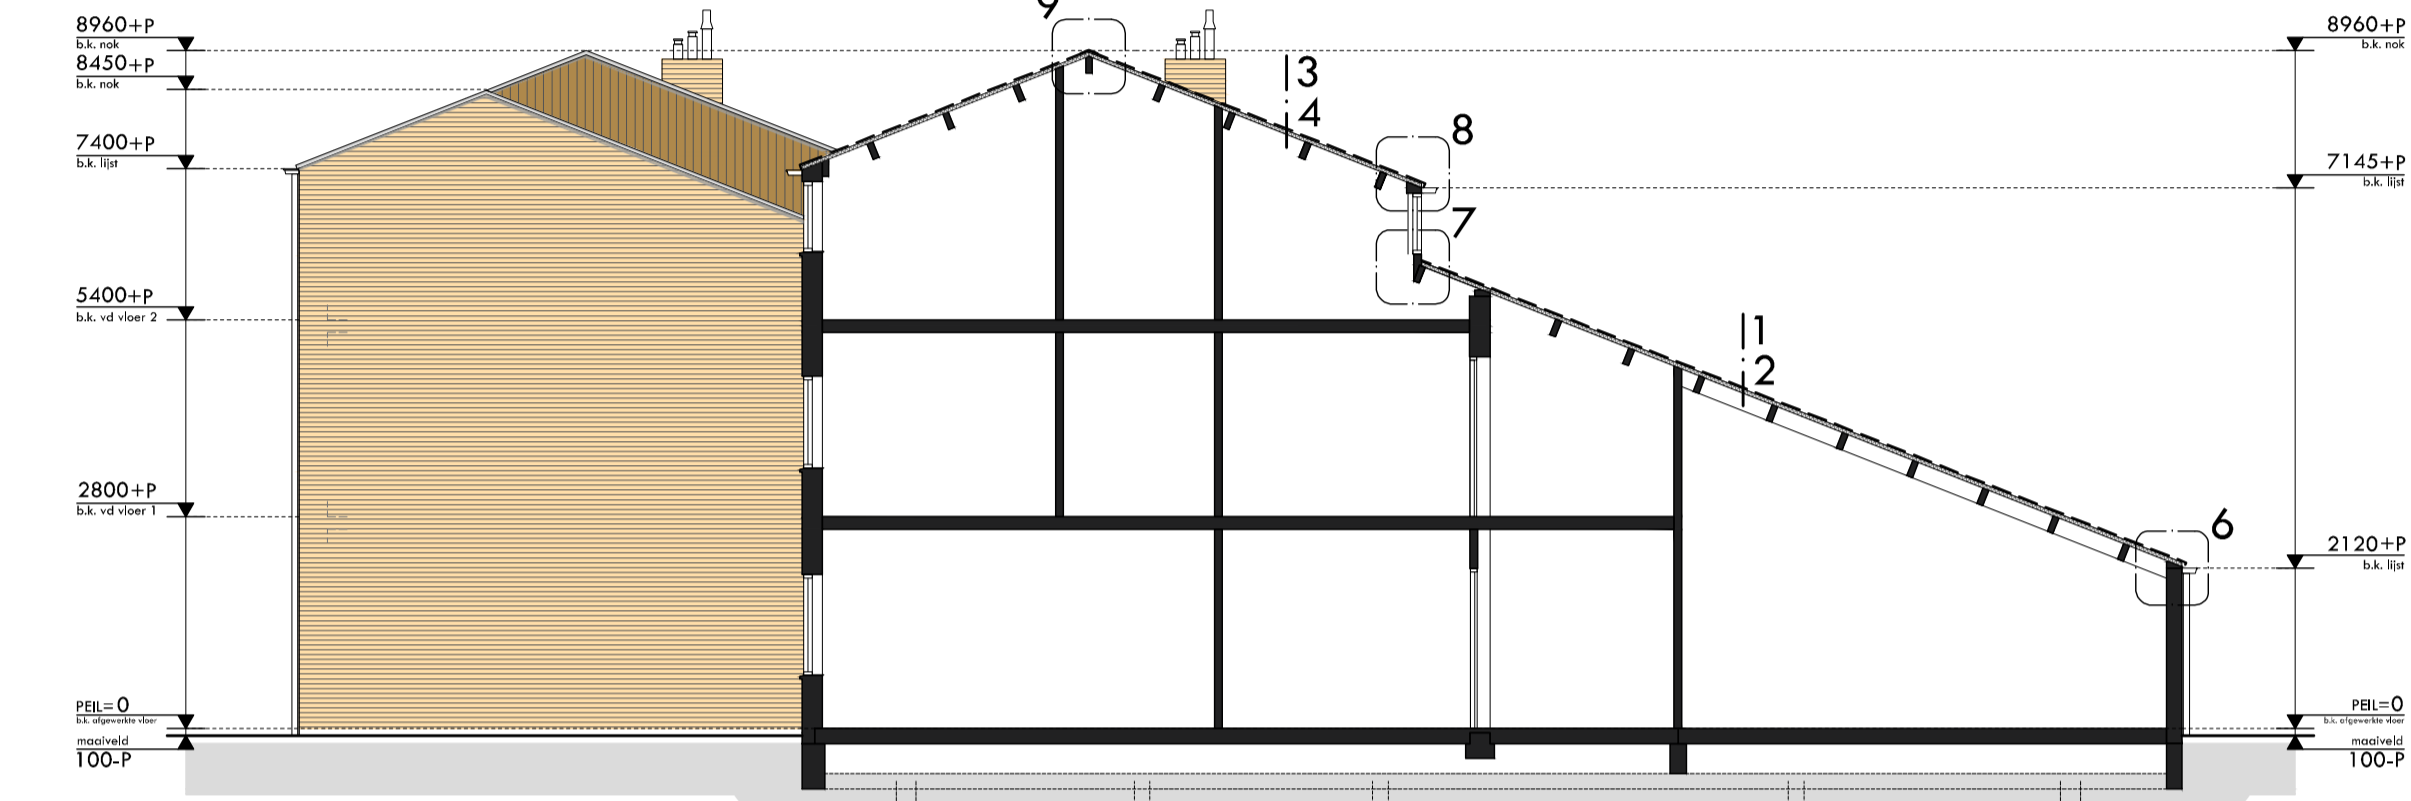 8960+P
b.k. nok
8450+P
b.k. nok
7400+P
b.k. lijst
5400+P
b.k. vd vloer 2
2800+P
b.k. vd vloer 1
PEIL=0
b.k. afgewerkte vloer
maaiveld
100-P
9
3
4
8
7
1
2
6
8960+P
b.k. nok
7145+P
b.k. lijst
2120+P
b.k. lijst
PEIL=0
b.k. afgewerkte vloer
maaiveld
100-P